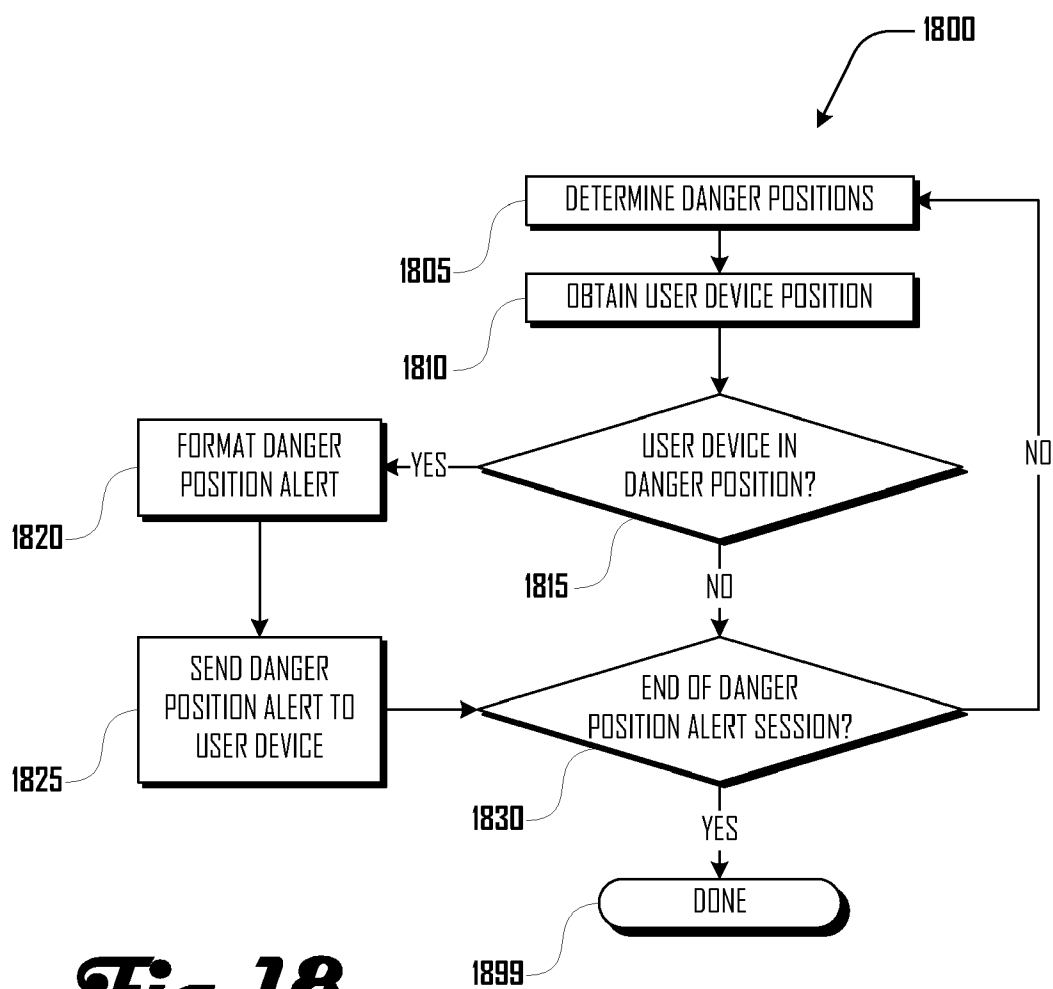 1800
DETERMINE DANGER POSITIONS
1805
OBTAIN USER DEVICE POSITION
1810
USER DEVICE IN
DANGER POSITION?
1815
YES
FORMAT DANGER
POSITION ALERT
1820
NO
NO
SEND DANGER
POSITION ALERT TO
USER DEVICE
1825
END OF DANGER
POSITION ALERT SESSION?
1830
YES
DONE
1899
Fig.18